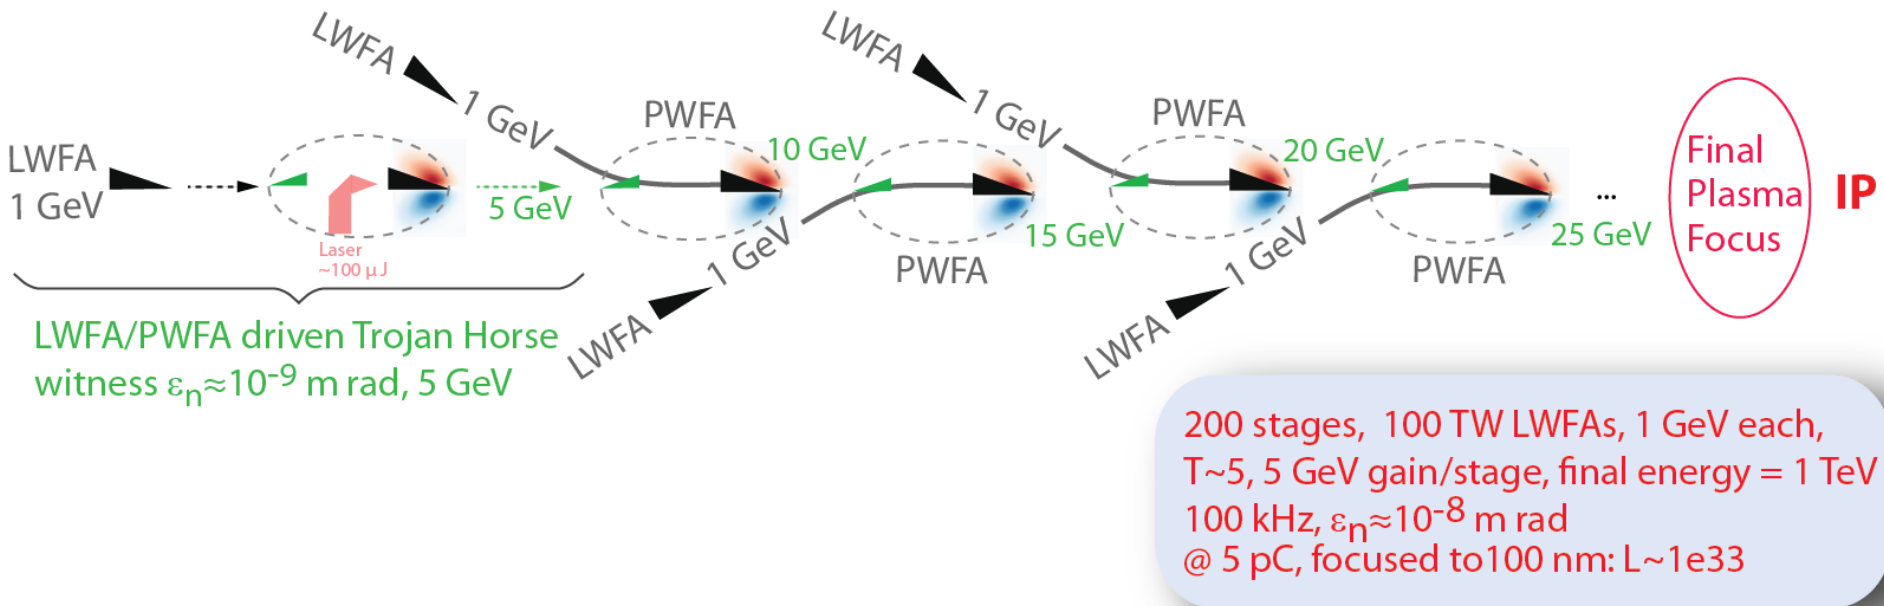 LWFA
1 GeV
Laser
~100 µJ
5 GeV
LWFA
1 GeV
PWFA
10 GeV
LWFA
1 GeV
PWFA
15 GeV
LWFA
1 GeV
PWFA
20 GeV
LWFA
1 GeV
PWFA
25 GeV
...
Final
Plasma
Focus
IP
LWFA/PWFA driven Trojan Horse
witness εn≈10-9 m rad, 5 GeV
200 stages, 100 TW LWFAs, 1 GeV each,
T~5, 5 GeV gain/stage, final energy = 1 TeV
100 kHz, εn≈10-8 m rad
@ 5 pC, focused to100 nm: L~1e33